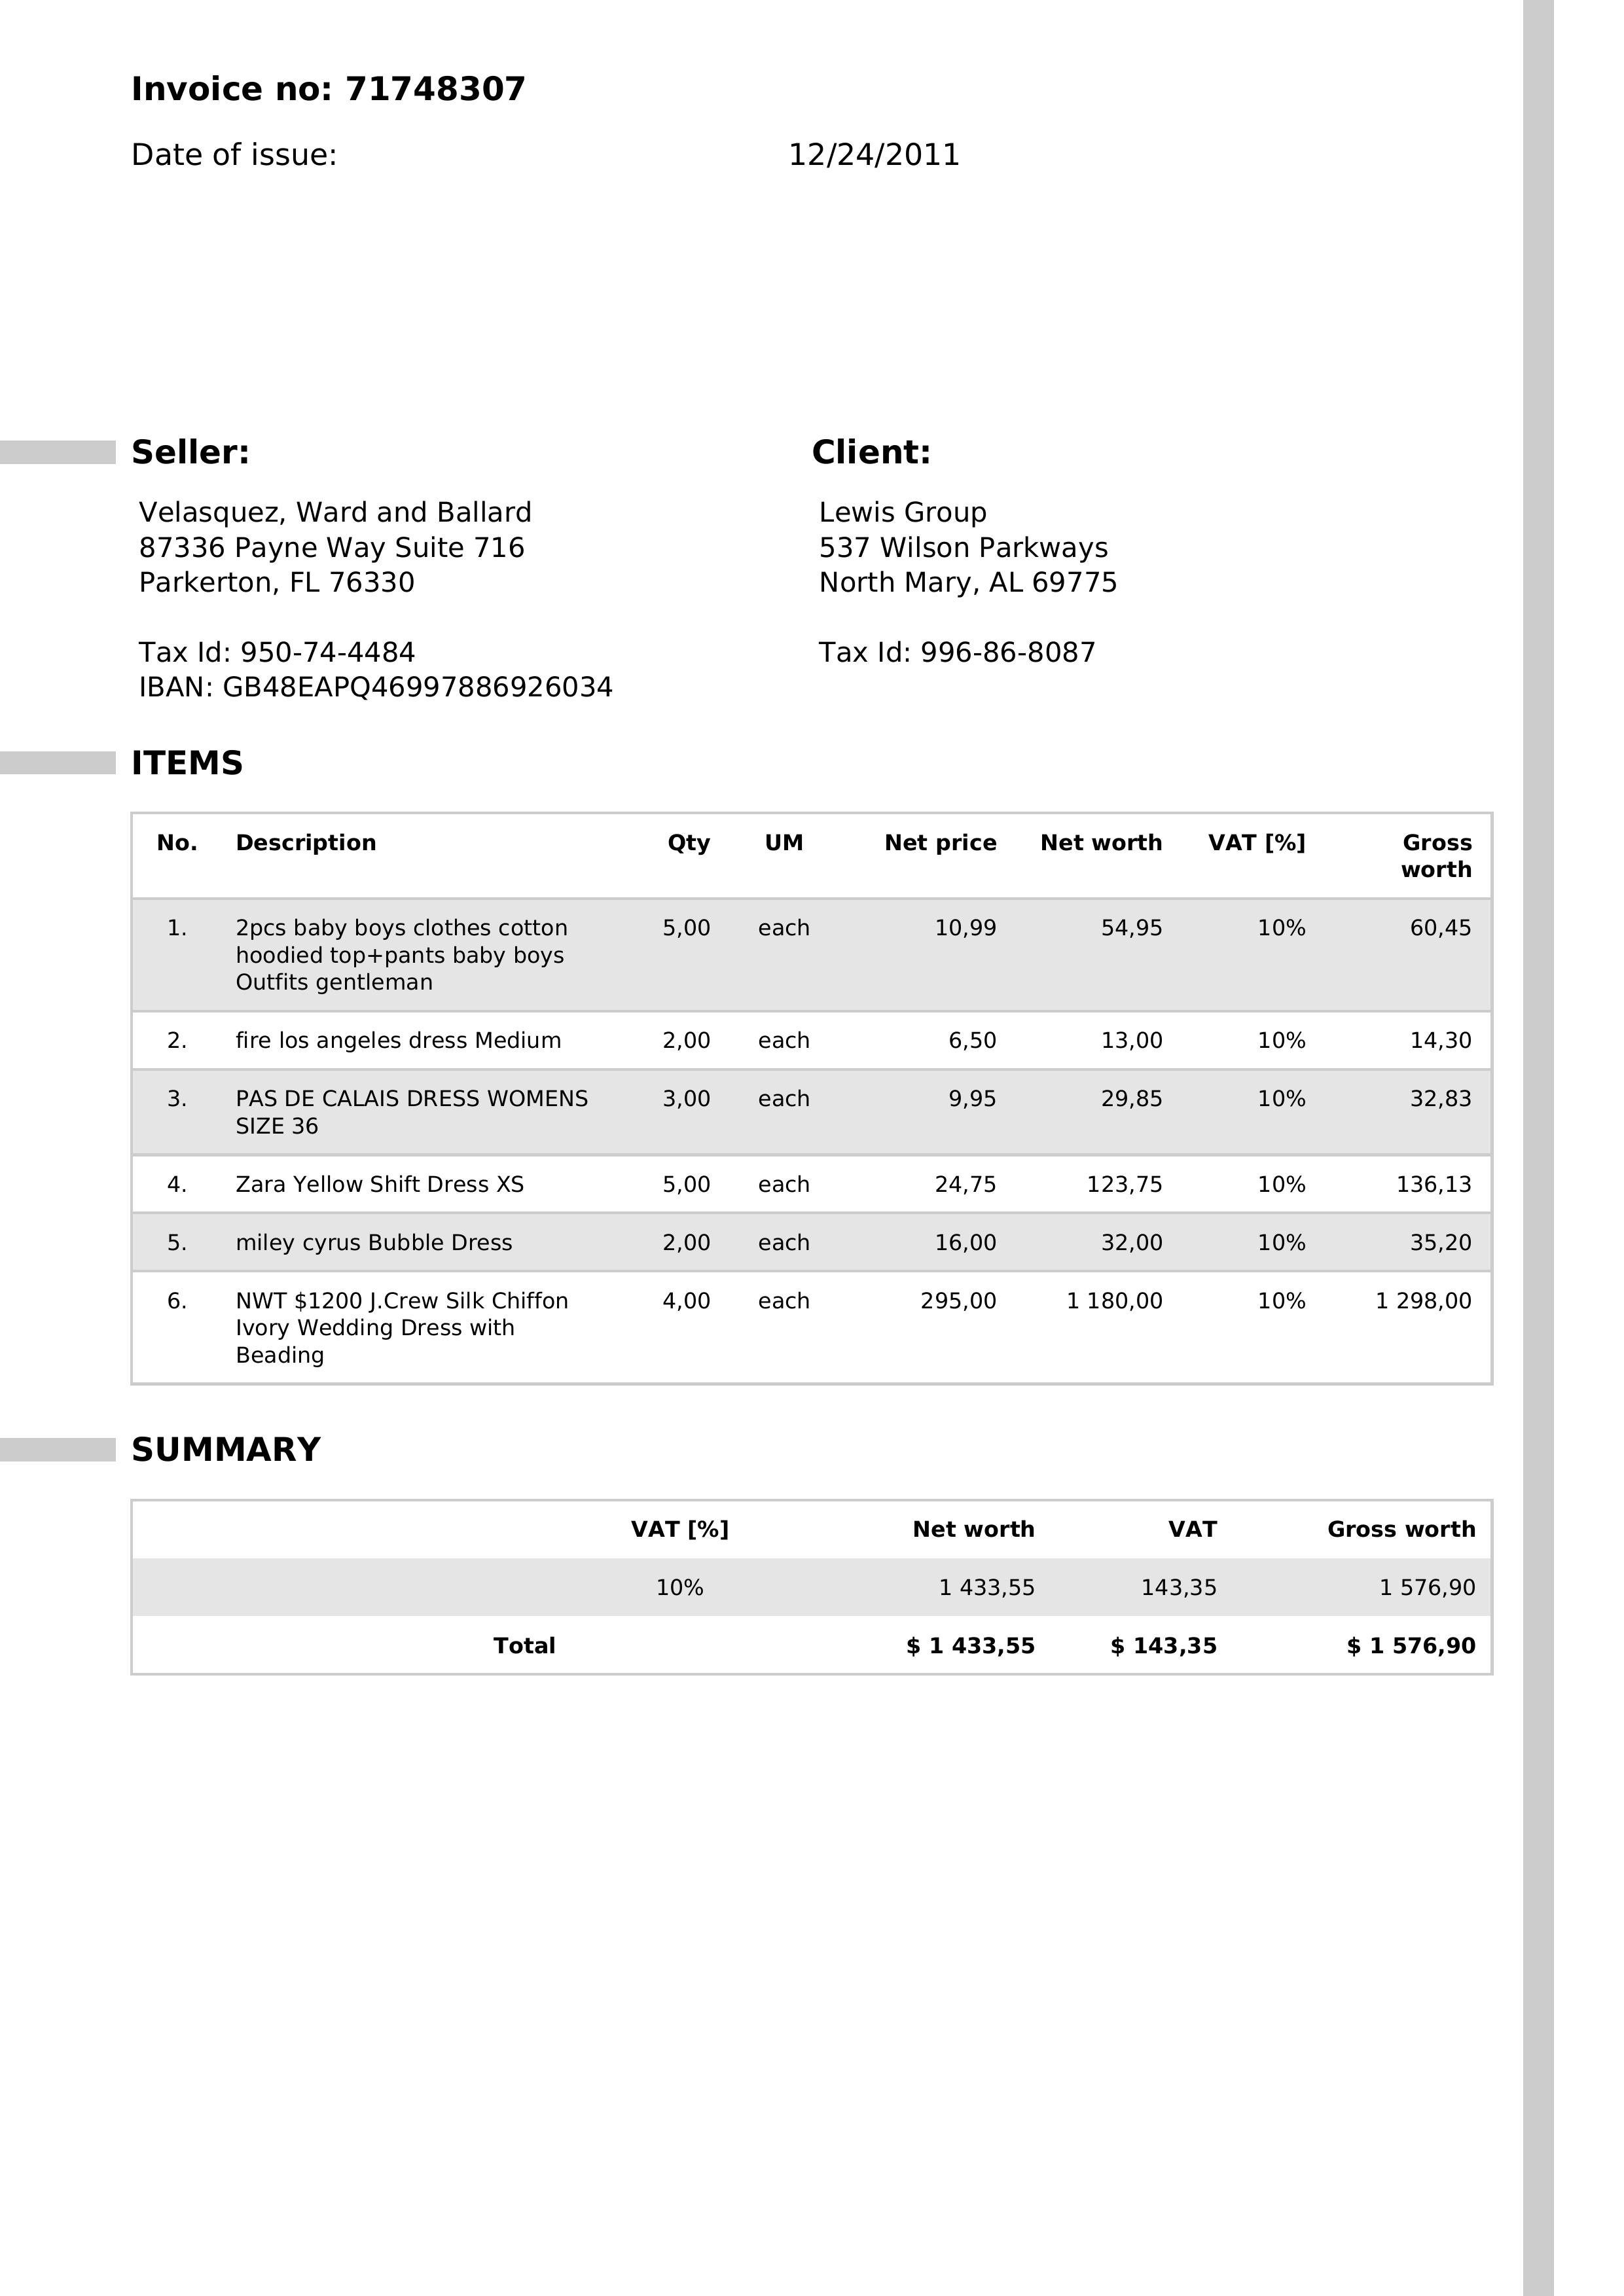 Invoice no: 71748307
Date of issue: 12/24/2011
Seller:
Velasquez, Ward and Ballard
87336 Payne Way Suite 716
Parkerton, FL 76330
Tax Id: 950-74-4484
IBAN: GB48EAPQ46997886926034
Client:
Lewis Group
537 Wilson Parkways
North Mary, AL 69775
Tax Id: 996-86-8087
ITEMS
No. Description Qty UM Net price Net worth VAT [%] Gross
worth
1. 2pcs baby boys clothes cotton 5,00 each 10,99 54,95 10% 60,45
hoodied top+pants baby boys
Outfits gentleman
2. fire los angeles dress Medium 2,00 each 6,50 13,00 10% 14,30
3. PAS DE CALAIS DRESS WOMENS 3,00 each 9,95 29,85 10% 32,83
SIZE 36
4. Zara Yellow Shift Dress XS 5,00 each 24,75 123,75 10% 136,13
5. miley cyrus Bubble Dress 2,00 each 16,00 32,00 10% 35,20
6. NWT $1200 J.Crew Silk Chiffon 4,00 each 295,00 1 180,00 10% 1 298,00
Ivory Wedding Dress with
Beading
SUMMARY
VAT [%] Net worth VAT Gross worth
10% 1 433,55 143,35 1 576,90
Total $ 1 433,55 $ 143,35 $ 1 576,90